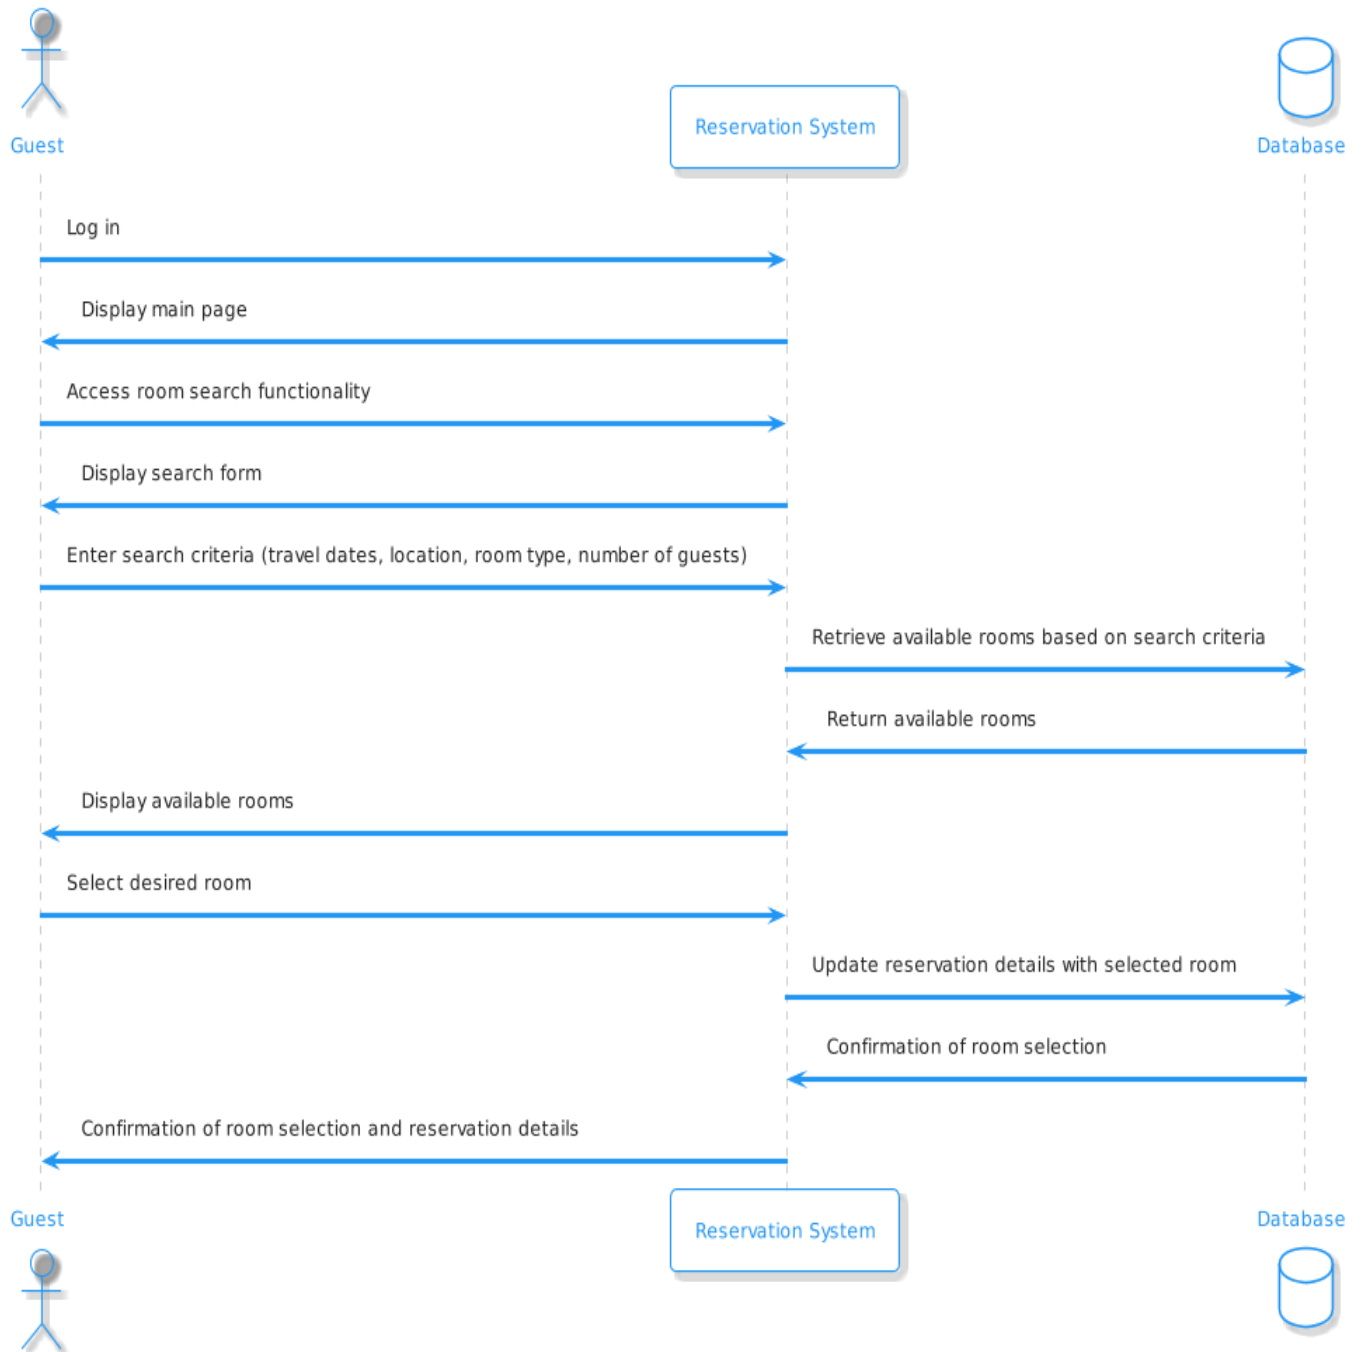 Guest
Reservation System
Database
Log in
Display main page
Access room search functionality
Display search form
Enter search criteria (travel dates, location, room type, number of guests)
Retrieve available rooms based on search criteria
Return available rooms
Display available rooms
Select desired room
Update reservation details with selected room
Confirmation of room selection
Confirmation of room selection and reservation details
Guest
Reservation System
Database